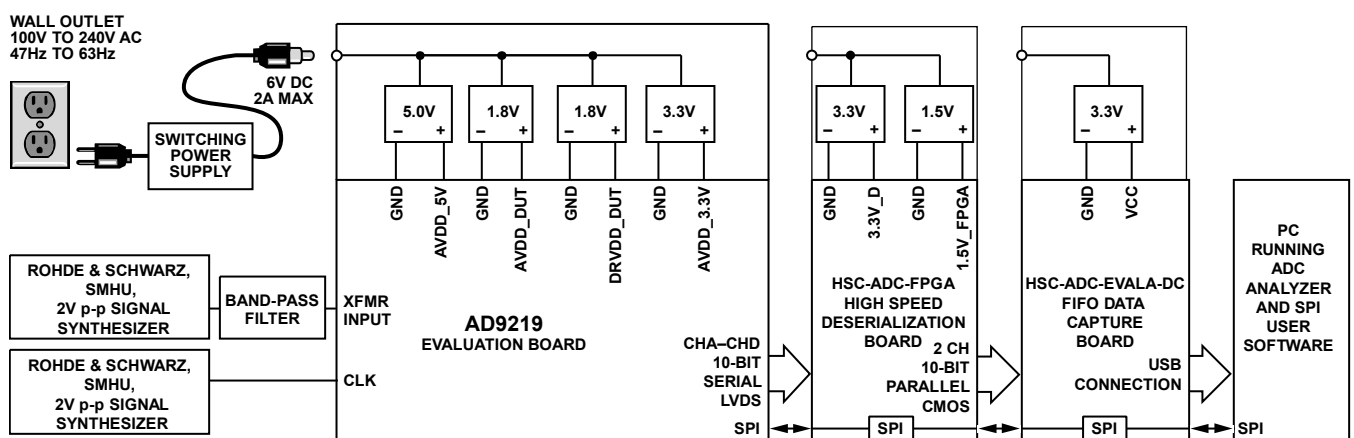 WALL OUTLET
100V TO 240V AC
47Hz TO 63Hz
6V DC
2A MAX
SWITCHING
POWER
SUPPLY
5.0V
– +
1.8V
– +
1.8V
– +
3.3V
– +
3.3V
– +
1.5V
– +
3.3V
– +
GND
AVDD_5V
GND
AVDD_DUT
GND
DRVDD_DUT
GND
AVDD_3.3V
GND
3.3V_D
GND
1.5V_FPGA
GND
VCC
ROHDE & SCHWARZ,
SMHU,
2V p-p SIGNAL
SYNTHESIZER
BAND-PASS
FILTER
XFMR
INPUT
ROHDE & SCHWARZ,
SMHU,
2V p-p SIGNAL
SYNTHESIZER
CLK
AD9219
EVALUATION BOARD
CHA–CHD
10-BIT
SERIAL
LVDS
SPI
HSC-ADC-FPGA
HIGH SPEED
DESERIALIZATION
BOARD
2 CH
10-BIT
PARALLEL
CMOS
SPI
HSC-ADC-EVALA-DC
FIFO DATA
CAPTURE
BOARD
USB
CONNECTION
SPI
PC
RUNNING
ADC
ANALYZER
AND SPI
USER
SOFTWARE
SPI